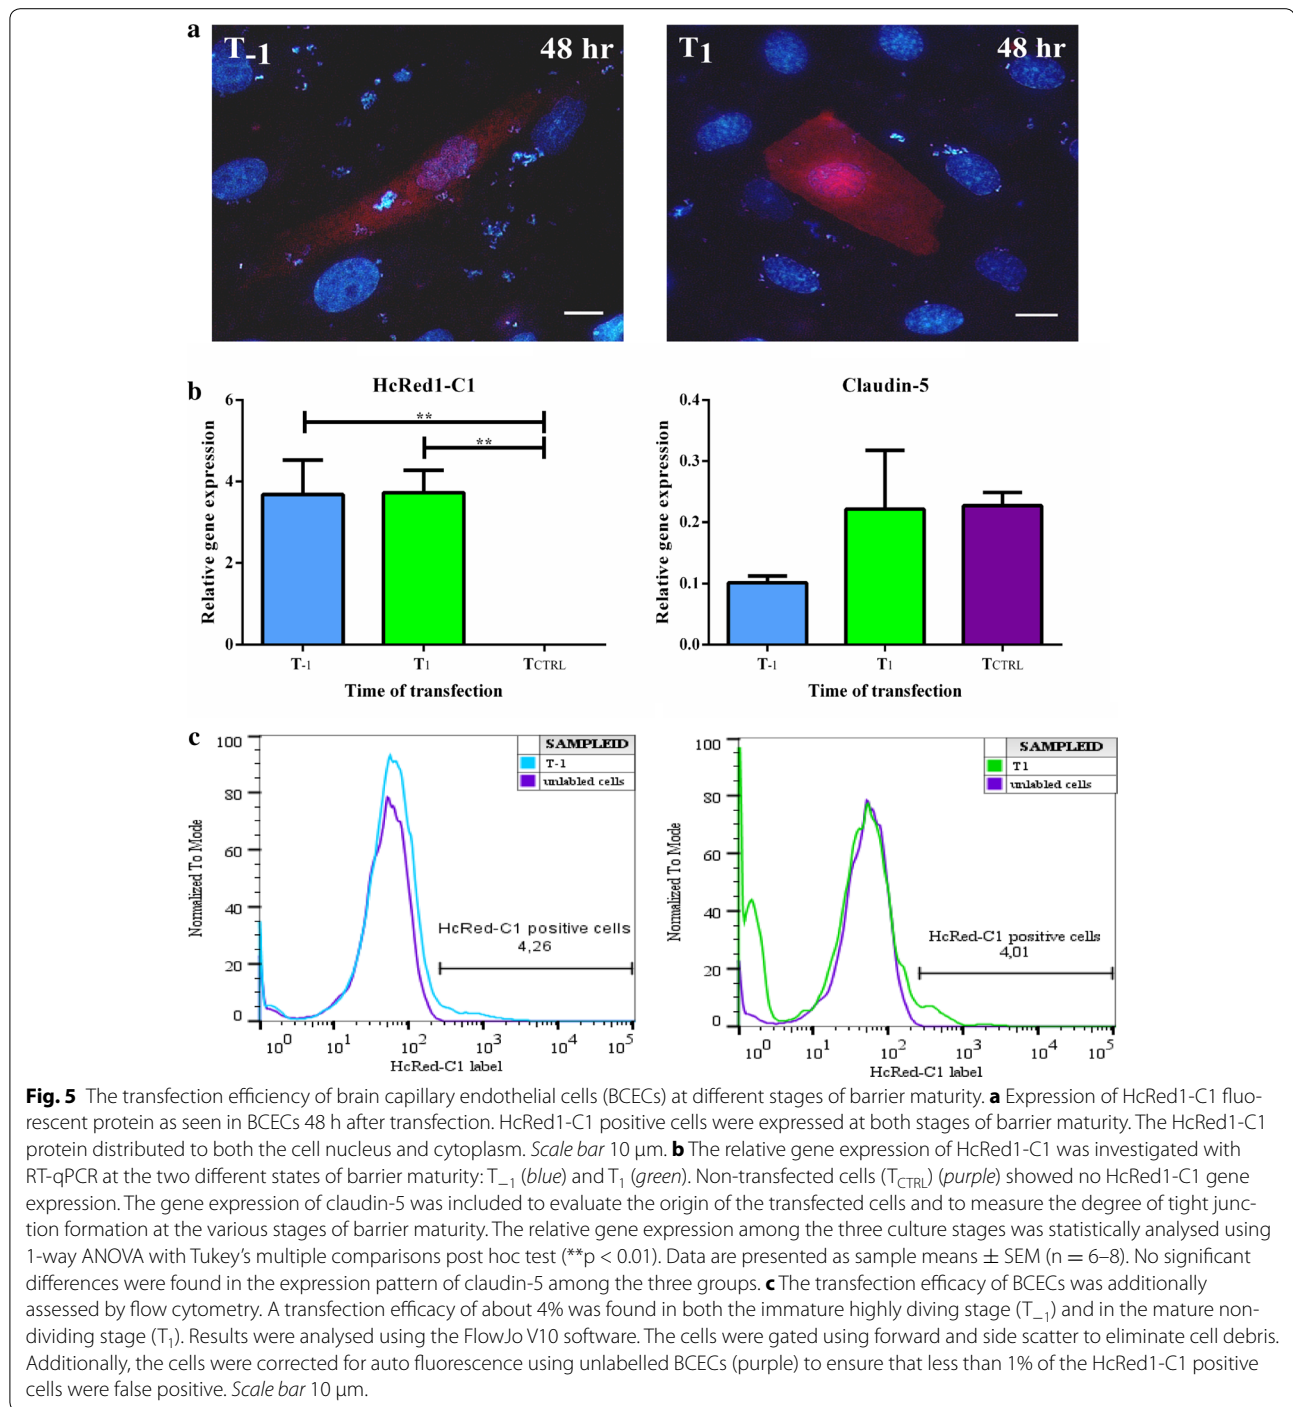 a
T-1 48 hr
T1 48 hr
b
HcRed1-C1
6
4
2
0
Relative gene expression
**
**
T-1 T1 TCTRL
Time of transfection
Claudin-5
0.4
0.3
0.2
0.1
0.0
Relative gene expression
T-1 T1 TCTRL
Time of transfection
c
100
80
60
40
20
0
Normalized To Mode
SAMPLEID
T-1
unlabled cells
HcRed-C1 positive cells
4,26
10^0 10^1 10^2 10^3 10^4 10^5
HcRed-C1 label
100
80
60
40
20
0
Normalized To Mode
SAMPLEID
T1
unlabled cells
HcRed-C1 positive cells
4,01
10^0 10^1 10^2 10^3 10^4 10^5
HcRed-C1 label
Fig. 5 The transfection efficiency of brain capillary endothelial cells (BCECs) at different stages of barrier maturity. a Expression of HcRed1-C1 fluo-
rescent protein as seen in BCECs 48 h after transfection. HcRed1-C1 positive cells were expressed at both stages of barrier maturity. The HcRed1-C1
protein distributed to both the cell nucleus and cytoplasm. Scale bar 10 μm. b The relative gene expression of HcRed1-C1 was investigated with
RT-qPCR at the two different states of barrier maturity: T−1 (blue) and T1 (green). Non-transfected cells (TCTRL) (purple) showed no HcRed1-C1 gene
expression. The gene expression of claudin-5 was included to evaluate the origin of the transfected cells and to measure the degree of tight junc-
tion formation at the various stages of barrier maturity. The relative gene expression among the three culture stages was statistically analysed using
1-way ANOVA with Tukey's multiple comparisons post hoc test (**p < 0.01). Data are presented as sample means ± SEM (n = 6–8). No significant
differences were found in the expression pattern of claudin-5 among the three groups. c The transfection efficacy of BCECs was additionally
assessed by flow cytometry. A transfection efficacy of about 4% was found in both the immature highly diving stage (T−1) and in the mature non-
dividing stage (T1). Results were analysed using the FlowJo V10 software. The cells were gated using forward and side scatter to eliminate cell debris.
Additionally, the cells were corrected for auto fluorescence using unlabelled BCECs (purple) to ensure that less than 1% of the HcRed1-C1 positive
cells were false positive. Scale bar 10 μm.